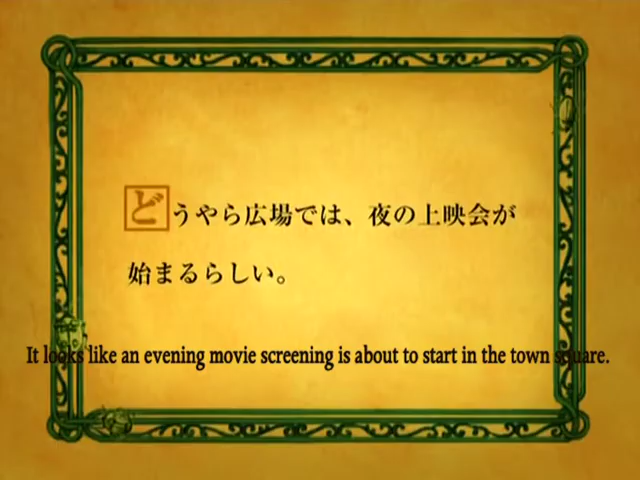 どうやら広場では、夜の上映会が
始まるらしい。
It looks like an evening movie screening is about to start in the town square.